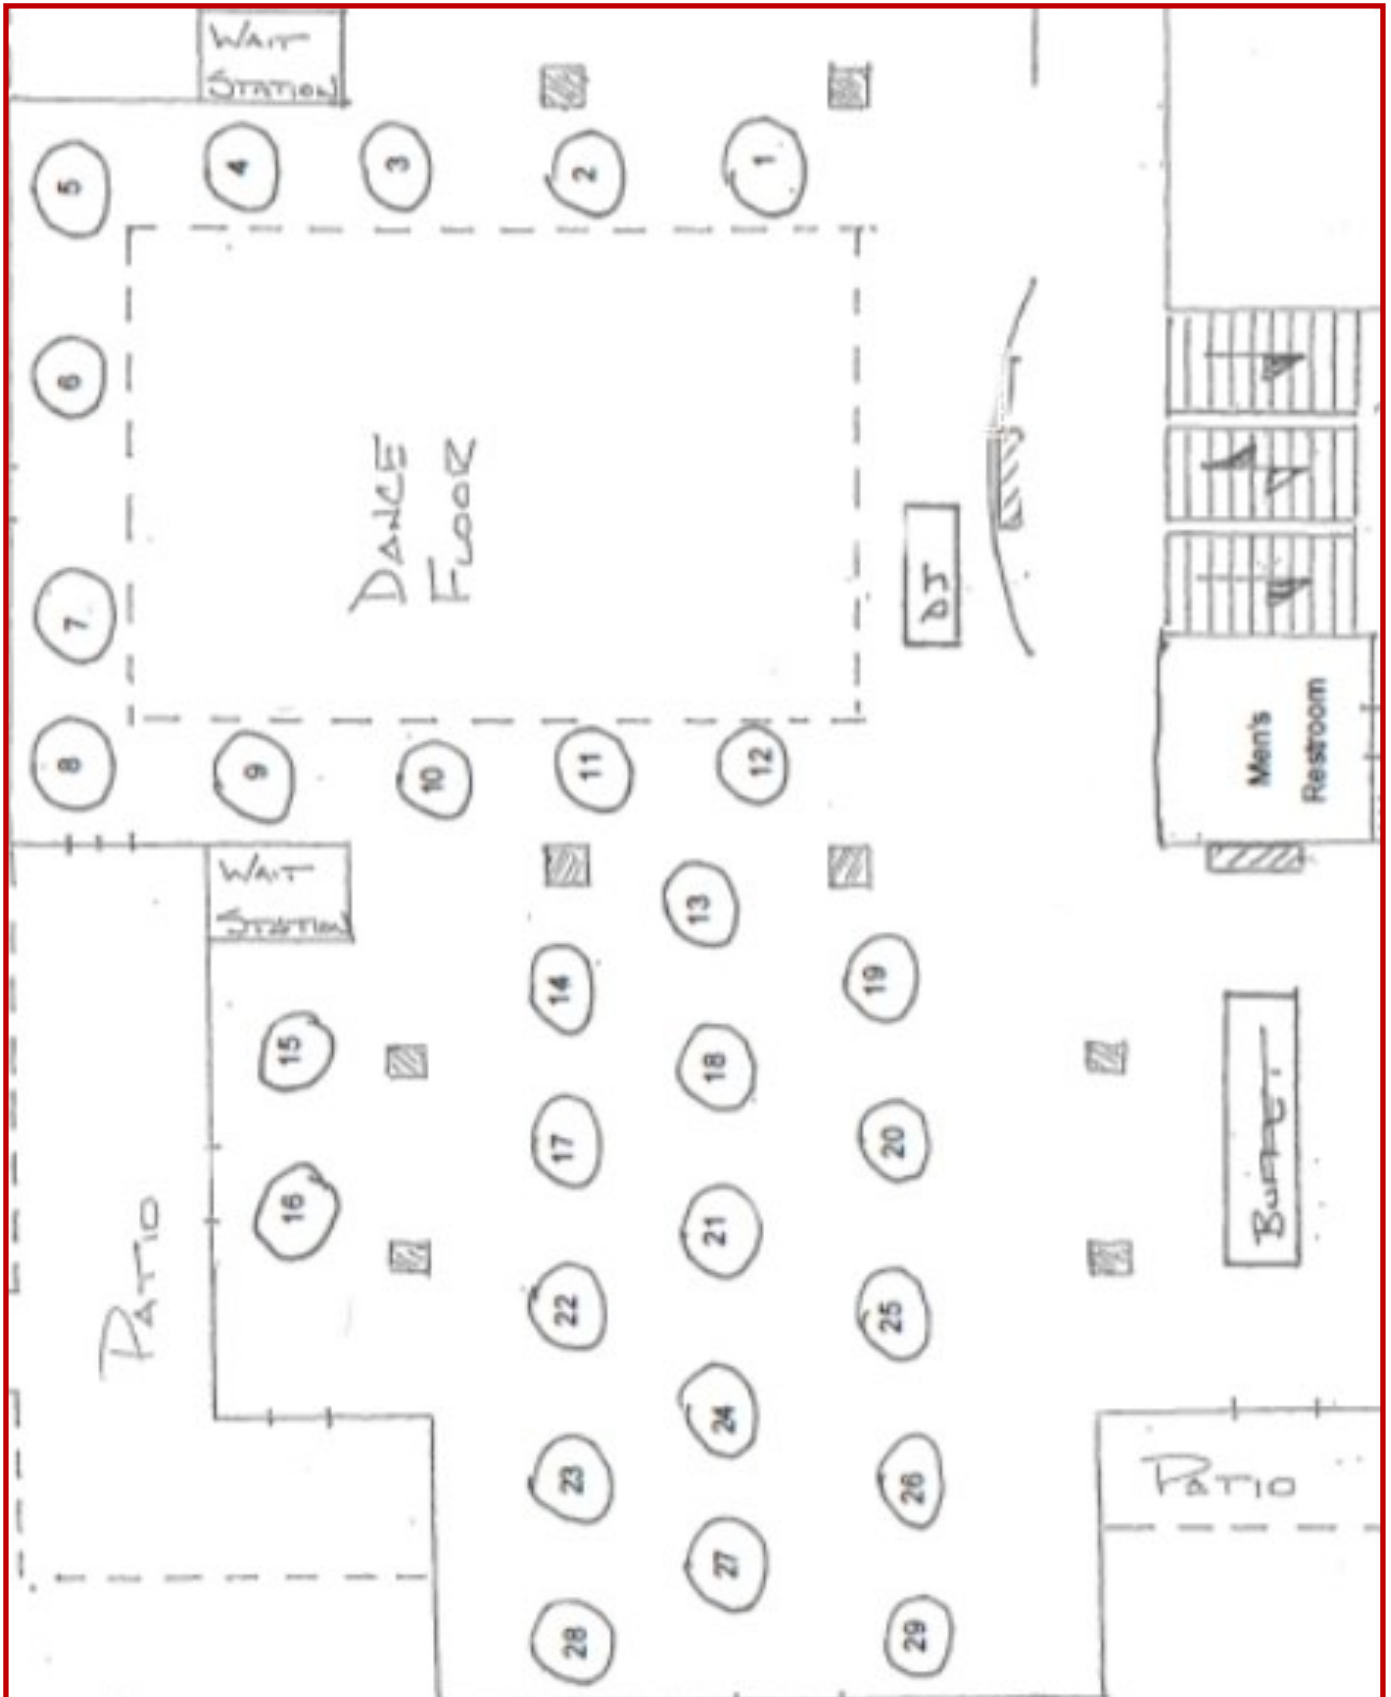 WAIT
STATION
5
4
3
2
1
6
DANCE
FLOOR
DJ
7
8
9
10
11
12
Men's
Restroom
WAIT
STATION
13
14
19
15
18
17
20
16
21
22
25
PATIO
BUFFET
24
23
26
PATIO
27
28
29